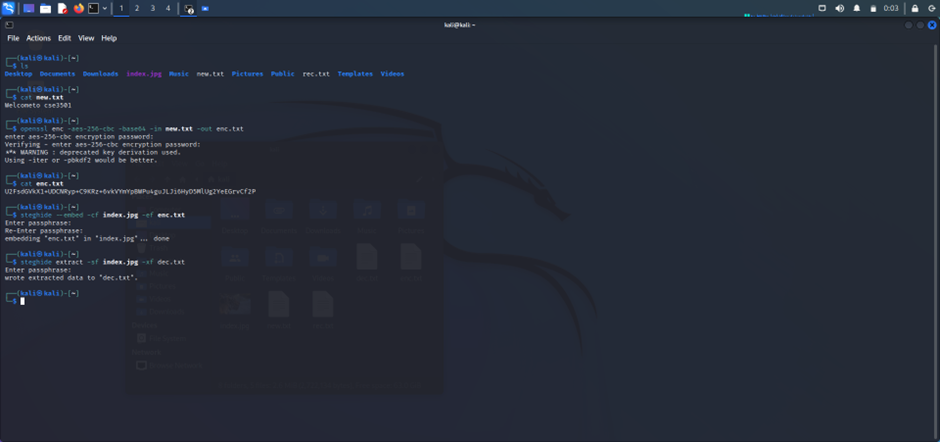 1 2 3 4
0:03
kali@kali: ~
File Actions Edit View Help
┌──(kali㉿kali)-[~]
└─$ ls
Desktop Documents Downloads index.jpg Music new.txt Pictures Public rec.txt Templates Videos
┌──(kali㉿kali)-[~]
└─$ cat new.txt
Welcometo cse3501
┌──(kali㉿kali)-[~]
└─$ openssl enc -aes-256-cbc -base64 -in new.txt -out enc.txt
enter aes-256-cbc encryption password:
Verifying - enter aes-256-cbc encryption password:
*** WARNING : deprecated key derivation used.
Using -iter or -pbkdf2 would be better.
┌──(kali㉿kali)-[~]
└─$ cat enc.txt
┌──(kali㉿kali)-[~]
└─$ steghide --embed -cf index.jpg -ef enc.txt
Enter passphrase:
Re-Enter passphrase:
embedding "enc.txt" in "index.jpg"... done
┌──(kali㉿kali)-[~]
└─$ steghide extract -sf index.jpg -xf dec.txt
Enter passphrase:
wrote extracted data to "dec.txt".
┌──(kali㉿kali)-[~]
└─$